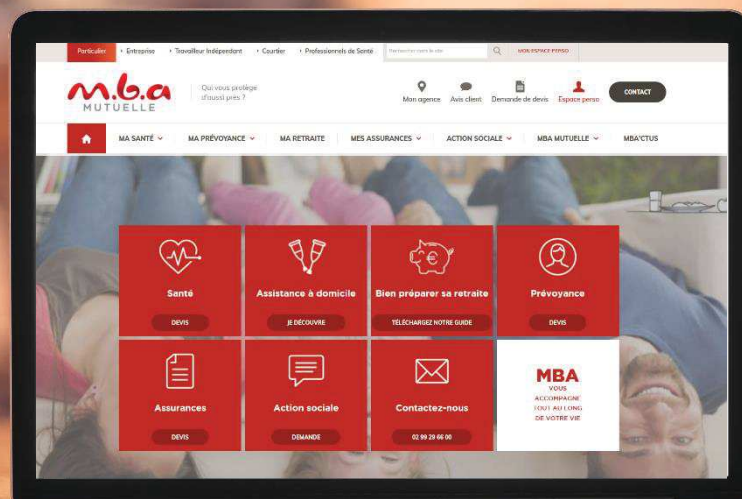 Particulier
Entreprise
Travailleur Indépendant
Courtier
Professionnels de Santé
Rechercher dans le site
MON ESPACE PERSO
m.b.a
MUTUELLE
Qui vous protège
d'aussi près ?
Mon agence
Avis client
Demande de devis
Espace perso
CONTACT
MA SANTÉ
MA PRÉVOYANCE
MA RETRAITE
MES ASSURANCES
ACTION SOCIALE
MBA MUTUELLE
MBA'CTUS
Santé
DEVIS
Assistance à domicile
JE DÉCOUVRE
Bien préparer sa retraite
TÉLÉCHARGEZ NOTRE GUIDE
Prévoyance
DEVIS
Assurances
DEVIS
Action sociale
DEMANDE
Contactez-nous
02 99 29 66 00
MBA
VOUS
ACCOMPAGNE
TOUT AU LONG
DE VOTRE VIE